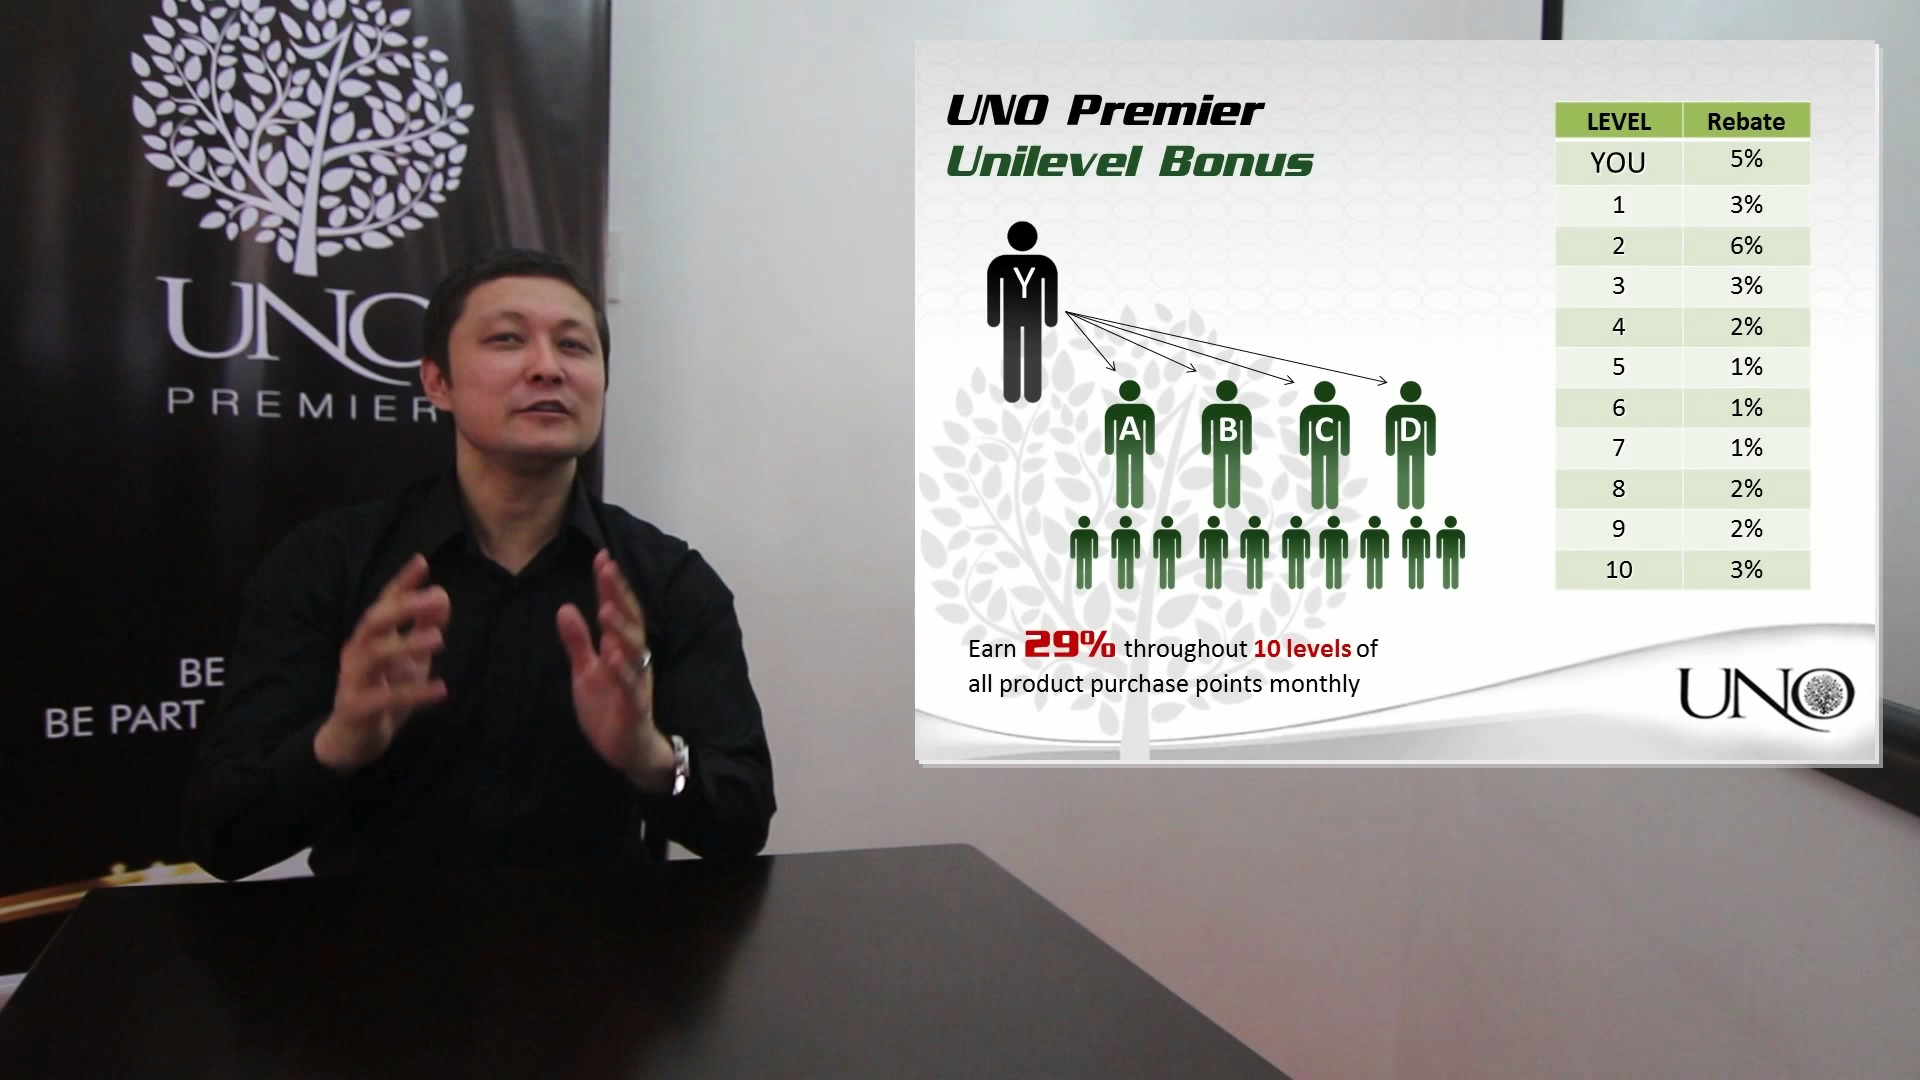 UNO
PREMIER
BE
BE PART
UNO Premier
Unilevel Bonus
Y
A B C D
Earn 29% throughout 10 levels of
all product purchase points monthly
LEVEL Rebate
YOU 5%
1 3%
2 6%
3 3%
4 2%
5 1%
6 1%
7 1%
8 2%
9 2%
10 3%
UNO